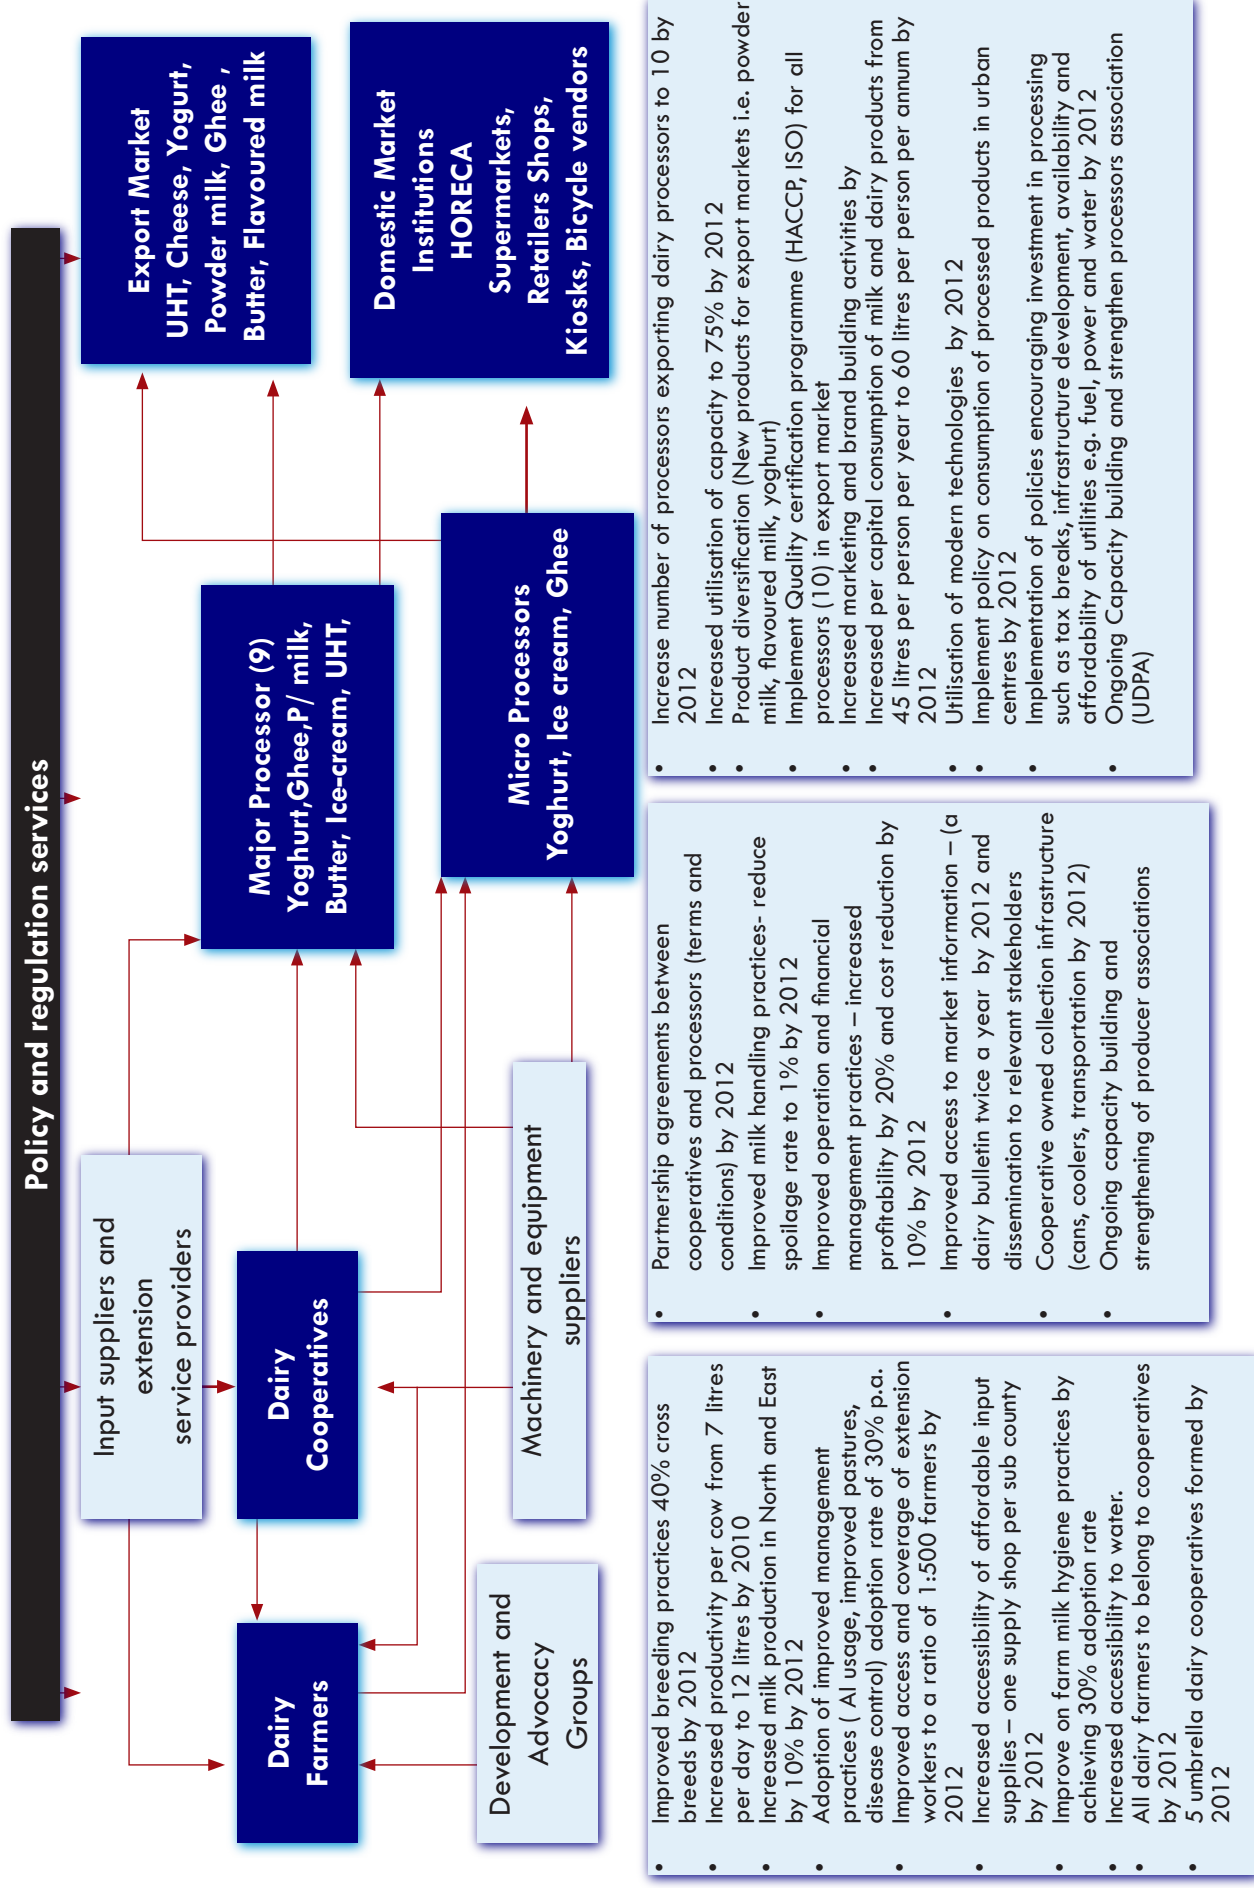 Policy and regulation services
Input suppliers and
extension
service providers
Export Market
UHT, Cheese, Yogurt,
Powder milk, Ghee ,
Butter, Flavoured milk
Dairy
Farmers
Dairy
Cooperatives
Major Processor (9)
Yoghurt,Ghee,P/ milk,
Butter, Ice-cream, UHT,
Domestic Market
Institutions
HORECA
Supermarkets,
Retailers Shops,
Kiosks, Bicycle vendors
Development and
Advocacy
Groups
Machinery and equipment
suppliers
Micro Processors
Yoghurt, Ice cream, Ghee
• Improved breeding practices 40% cross
breeds by 2012
• Increased productivity per cow from 7 litres
per day to 12 litres by 2010
• Increased milk production in North and East
by 10% by 2012
• Adoption of improved management
practices ( AI usage, improved pastures,
disease control) adoption rate of 30% p.a.
Improved access and coverage of extension
workers to a ratio of 1:500 farmers by
2012
• Increased accessibility of affordable input
supplies – one supply shop per sub county
by 2012
• Improve on farm milk hygiene practices by
achieving 30% adoption rate
• Increased accessibility to water.
• All dairy farmers to belong to cooperatives
by 2012
• 5 umbrella dairy cooperatives formed by
2012
• Partnership agreements between
cooperatives and processors (terms and
conditions) by 2012
• Improved milk handling practices- reduce
spoilage rate to 1% by 2012
• Improved operation and financial
management practices – increased
profitability by 20% and cost reduction by
10% by 2012
• Improved access to market information – (a
dairy bulletin twice a year by 2012 and
dissemination to relevant stakeholders
• Cooperative owned collection infrastructure
(cans, coolers, transportation by 2012)
• Ongoing capacity building and
strengthening of producer associations
• Increase number of processors exporting dairy processors to 10 by
2012
• Increased utilisation of capacity to 75% by 2012
• Product diversification (New products for export markets i.e. powder
milk, flavoured milk, yoghurt)
• Implement Quality certification programme (HACCP, ISO) for all
processors (10) in export market
• Increased marketing and brand building activities by
• Increased per capital consumption of milk and dairy products from
45 litres per person per year to 60 litres per person per annum by
2012
• Utilisation of modern technologies by 2012
• Implement policy on consumption of processed products in urban
centres by 2012
• Implementation of policies encouraging investment in processing
such as tax breaks, infrastructure development, availability and
affordability of utilities e.g. fuel, power and water by 2012
• Ongoing Capacity building and strengthen processors association
(UDPA)